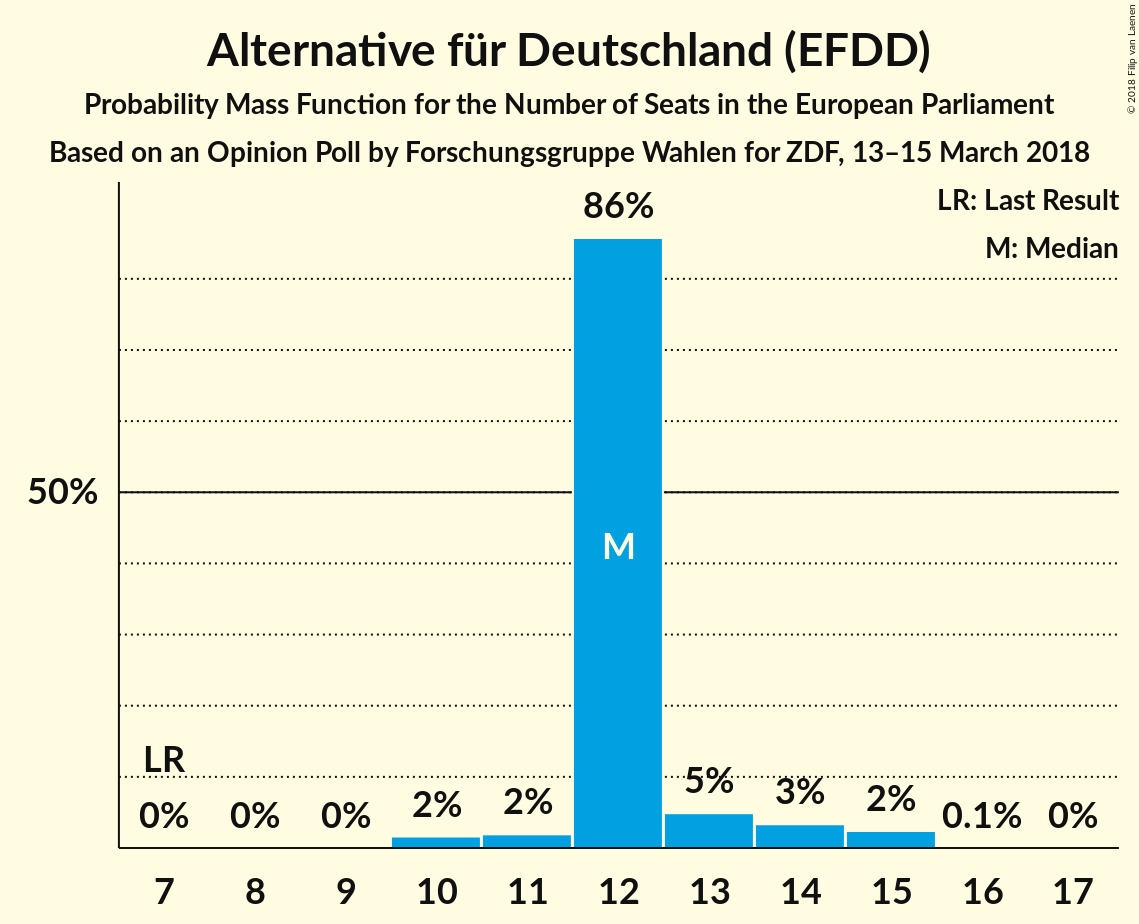 Alternative für Deutschland (EFDD)
Probability Mass Function for the Number of Seats in the European Parliament
Based on an Opinion Poll by Forschungsgruppe Wahlen for ZDF, 13–15 March 2018
© 2018 Filip van Laenen
LR: Last Result
M: Median
86%
50%
M
LR
0% 0% 0% 2% 2% 5% 3% 2% 0.1% 0%
7 8 9 10 11 12 13 14 15 16 17